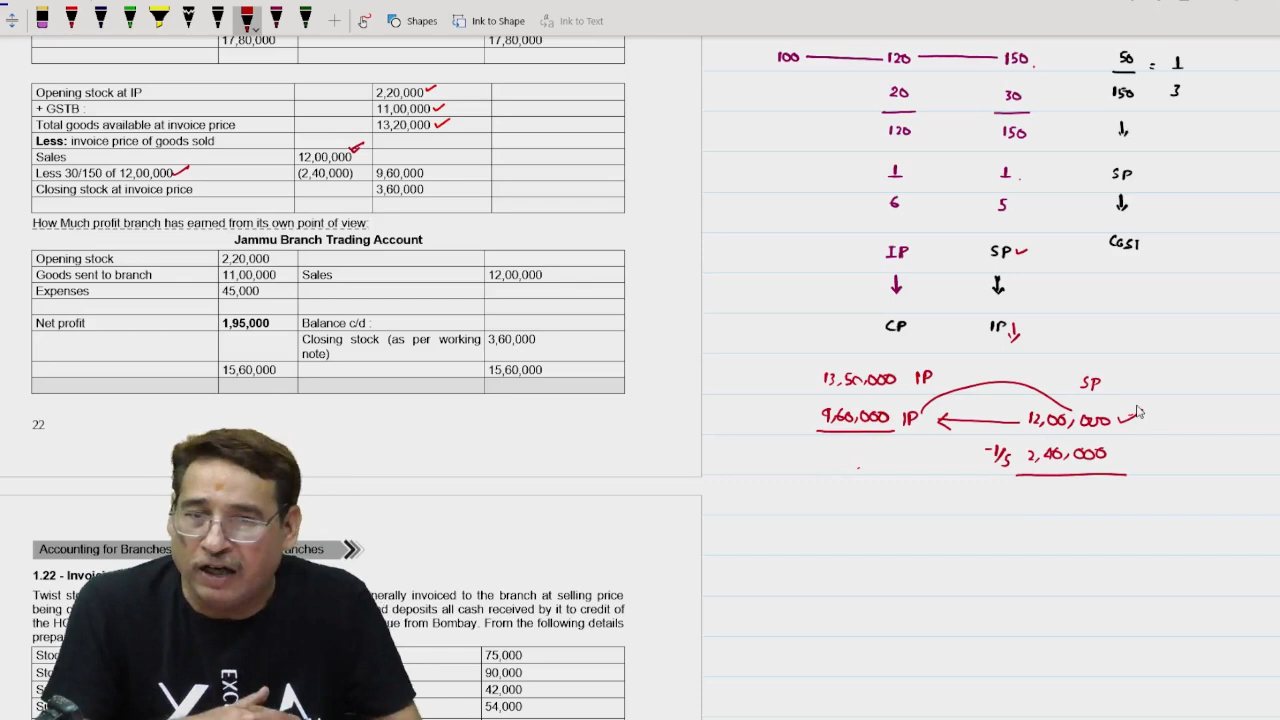 Shapes Ink to Shape Ink to Text
17,80,000 17,80,000
Opening stock at IP 2,20,000
+ GSTB : 11,00,000
Total goods available at invoice price 13,20,000
Less: invoice price of goods sold
Sales 12,00,000
Less 30/150 of 12,00,000 (2,40,000) 9,60,000
Closing stock at invoice price 3,60,000
How Much profit branch has earned from its own point of view:
Jammu Branch Trading Account
Opening stock 2,20,000
Goods sent to branch 11,00,000 Sales 12,00,000
Expenses 45,000
Net profit 1,95,000 Balance c/d :
Closing stock (as per working 3,60,000
note)
15,60,000 15,60,000
22
Accounting for Branches nches
1.22 - Invoi
Twist st nerally invoiced to the branch at selling price
being d d deposits all cash received by it to credit of
the HO ue from Bombay. From the following details
prepa
Stoc 75,000
Sto 90,000
S 42,000
S 54,000
100 120 150 50 = 1
20 30 150 3
120 150
1 1 SP
6 5
IP SP COST
CP IP
13,50,000 IP SP
9,60,000 IP 12,00,000
-1/5 2,40,000
EXC